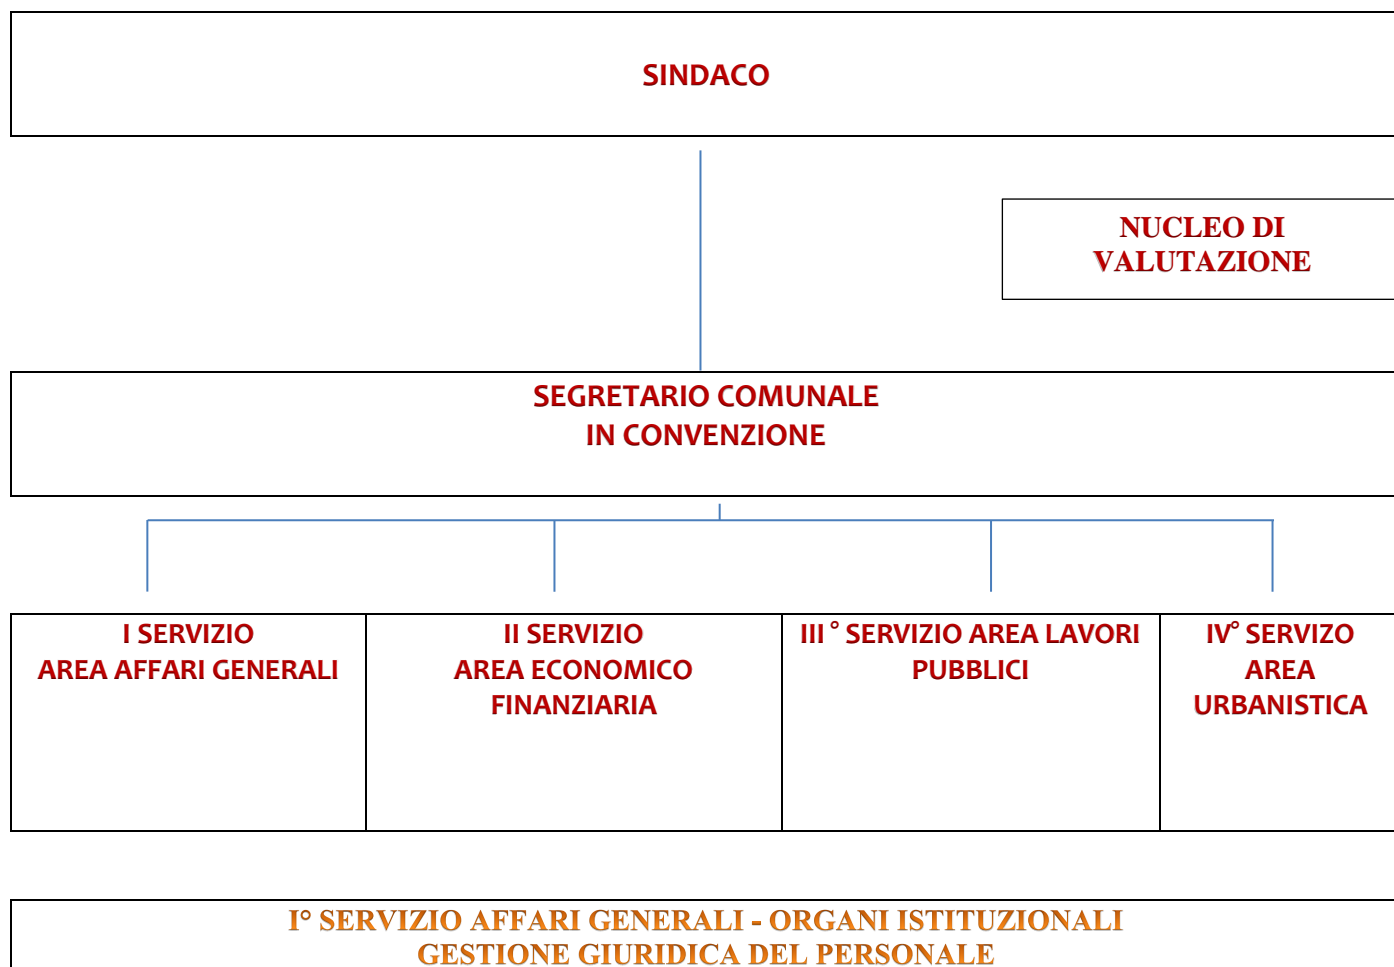 SINDACO
NUCLEO DI
VALUTAZIONE
SEGRETARIO COMUNALE
IN CONVENZIONE
I SERVIZIO
AREA AFFARI GENERALI
II SERVIZIO
AREA ECONOMICO
FINANZIARIA
III ° SERVIZIO AREA LAVORI
PUBBLICI
IV° SERVIZO
AREA
URBANISTICA
I° SERVIZIO AFFARI GENERALI - ORGANI ISTITUZIONALI
GESTIONE GIURIDICA DEL PERSONALE